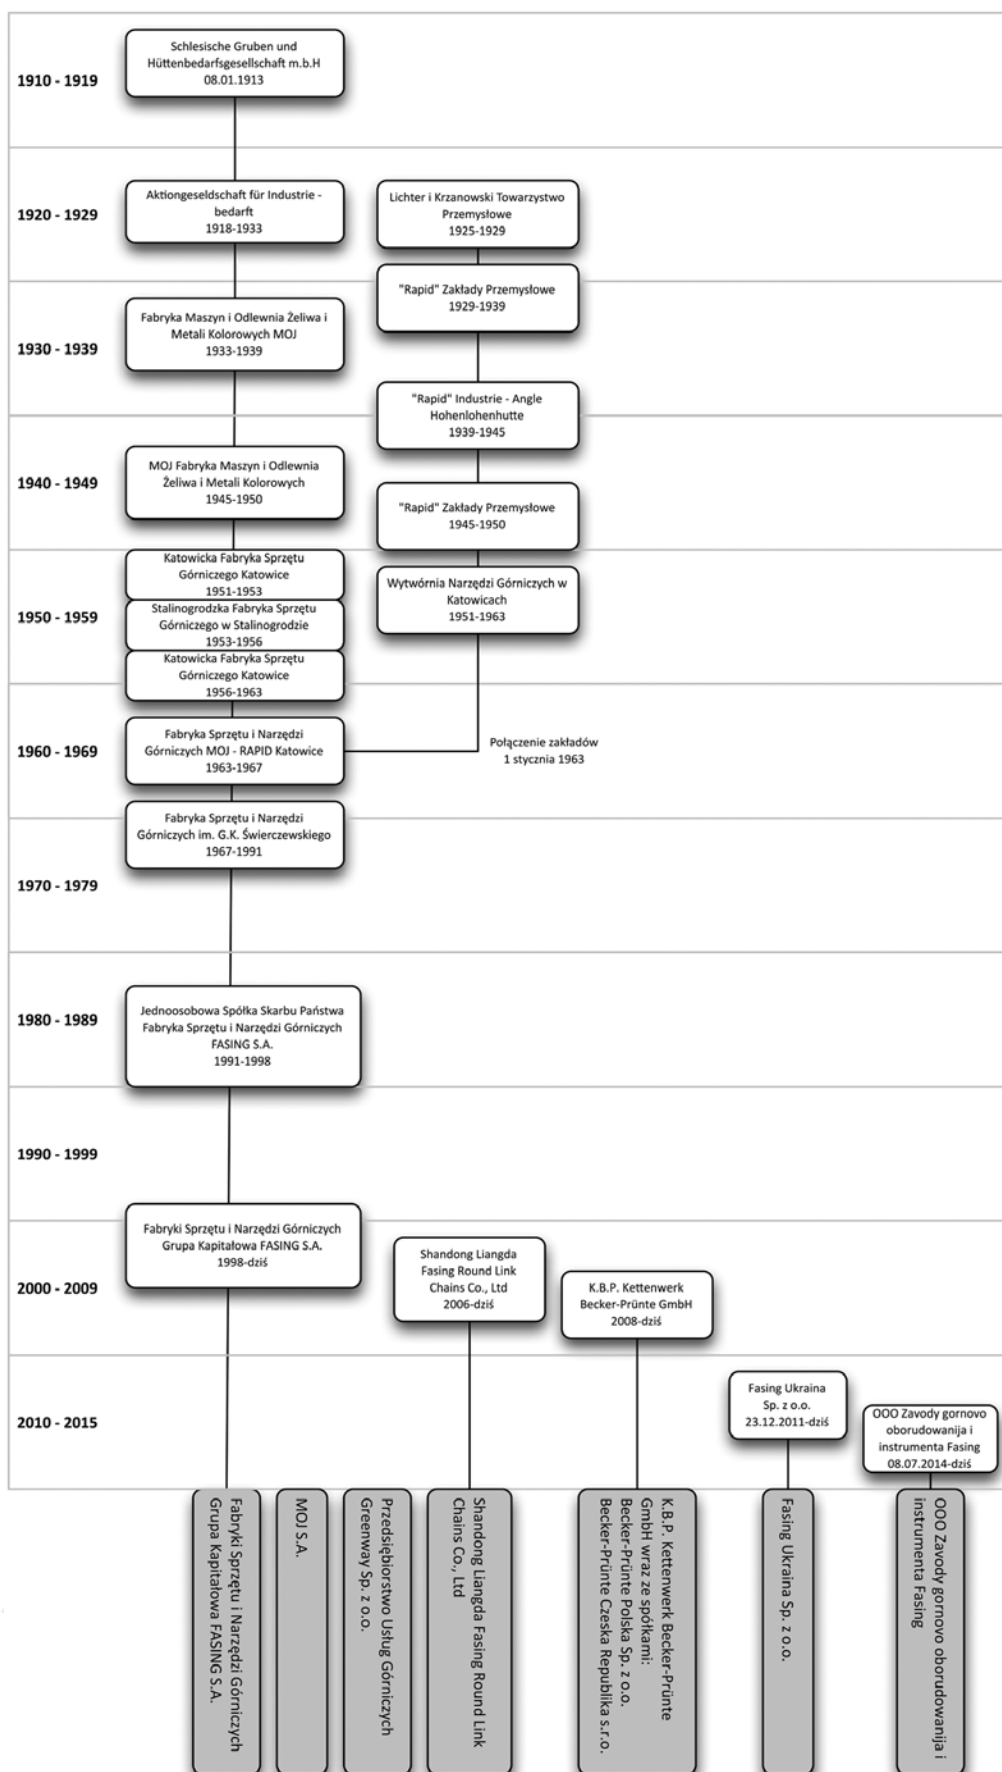 1910 - 1919
Schlesische Gruben und
Hüttenbedarfsgesellschaft m.b.H
08.01.1913
1920 - 1929
Aktiongeseldschaft für Industrie -
bedarft
1918-1933
Lichter i Krzanowski Towarzystwo
Przemysłowe
1925-1929
"Rapid" Zakłady Przemysłowe
1929-1939
1930 - 1939
Fabryka Maszyn i Odlewnia Żeliwa i
Metali Kolorowych MOJ
1933-1939
"Rapid" Industrie - Angle
Hohenlohenhutte
1939-1945
1940 - 1949
MOJ Fabryka Maszyn i Odlewnia
Żeliwa i Metali Kolorowych
1945-1950
"Rapid" Zakłady Przemysłowe
1945-1950
1950 - 1959
Katowicka Fabryka Sprzętu
Górniczego Katowice
1951-1953
Stalinogrodzka Fabryka Sprzętu
Górniczego w Stalinogrodzie
1953-1956
Katowicka Fabryka Sprzętu
Górniczego Katowice
1956-1963
Wytwórnia Narzędzi Górniczych w
Katowicach
1951-1963
1960 - 1969
Fabryka Sprzętu i Narzędzi
Górniczych MOJ - RAPID Katowice
1963-1967
Połączenie zakładów
1 stycznia 1963
Fabryka Sprzętu i Narzędzi
Górniczych im. G.K. Świerczewskiego
1967-1991
1970 - 1979
1980 - 1989
Jednoosobowa Spółka Skarbu Państwa
Fabryka Sprzętu i Narzędzi Górniczych
FASING S.A.
1991-1998
1990 - 1999
Fabryki Sprzętu i Narzędzi Górniczych
Grupa Kapitałowa FASING S.A.
1998-dziś
2000 - 2009
Shandong Liangda
Fasing Round Link
Chains Co., Ltd
2006-dziś
K.B.P. Kettenwerk
Becker-Prünte GmbH
2008-dziś
2010 - 2015
Fasing Ukraina
Sp. z o.o.
23.12.2011-dziś
OOO Zavody gornovo
oborudowanija i
instrumenta Fasing
08.07.2014-dziś
Fabryki Sprzętu i Narzędzi Górniczych
Grupa Kapitałowa FASING S.A.
MOJ S.A.
Przedsiębiorstwo Usług Górniczych
Greenway Sp. z o.o.
Shandong Liangda Fasing Round Link
Chains Co., Ltd
K.B.P. Kettenwerk Becker-Prünte
GmbH wraz ze spółkami:
Becker-Prünte Polska Sp. z o.o.
Becker-Prünte Czeska Republika s.r.o.
Fasing Ukraina Sp. z o.o.
OOO Zavody gornovo oborudowanija i
instrumenta Fasing